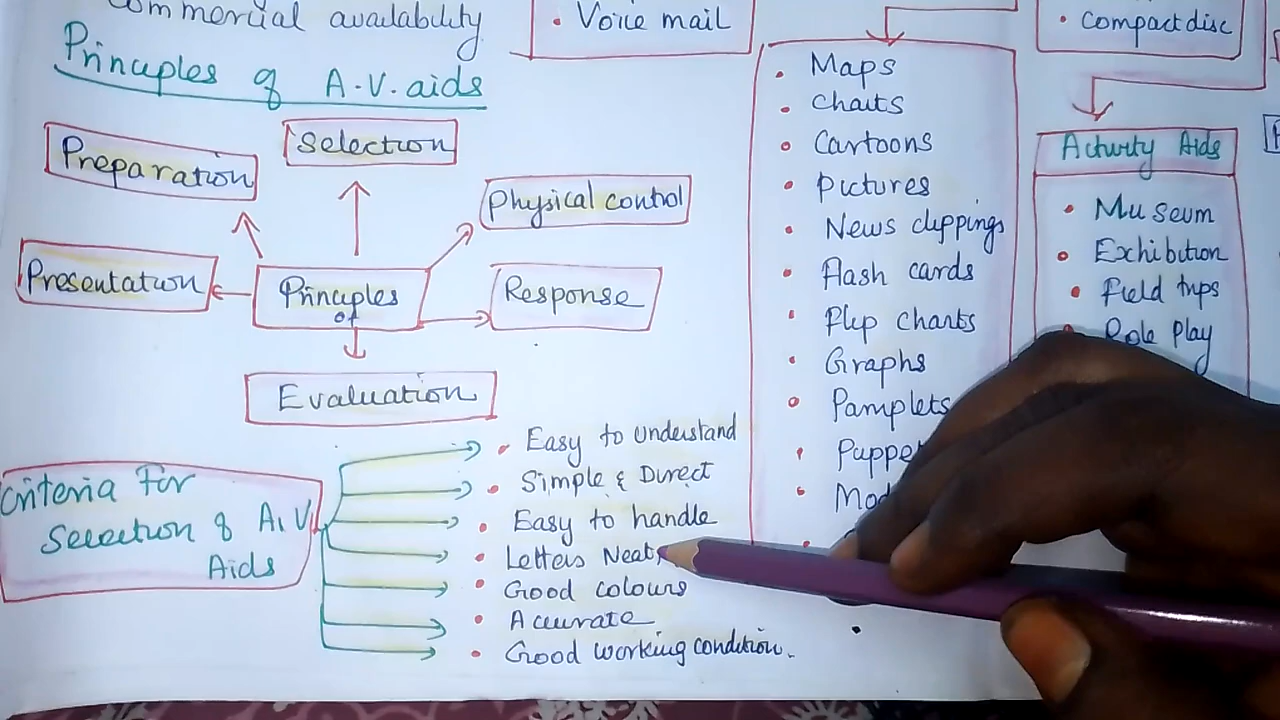 Commercial availability
Principles of A.V. aids
Selection
Preparation
Physical control
Presentation
Principles
of
Response
Evaluation
Criteria For
Selection of A.V
Aids
• Easy to Understand
• Simple & Direct
• Easy to handle
• Letters Neat
• Good colours
• Accurate
• Good working condition.
• Voice mail
• Maps
• Charts
• Cartoons
• Pictures
• News clippings
• Flash cards
• Flip charts
• Graphs
• Pamplets
• compact disc
Activity Aids
• Museum
• Exhibition
• Field trips
• Role play